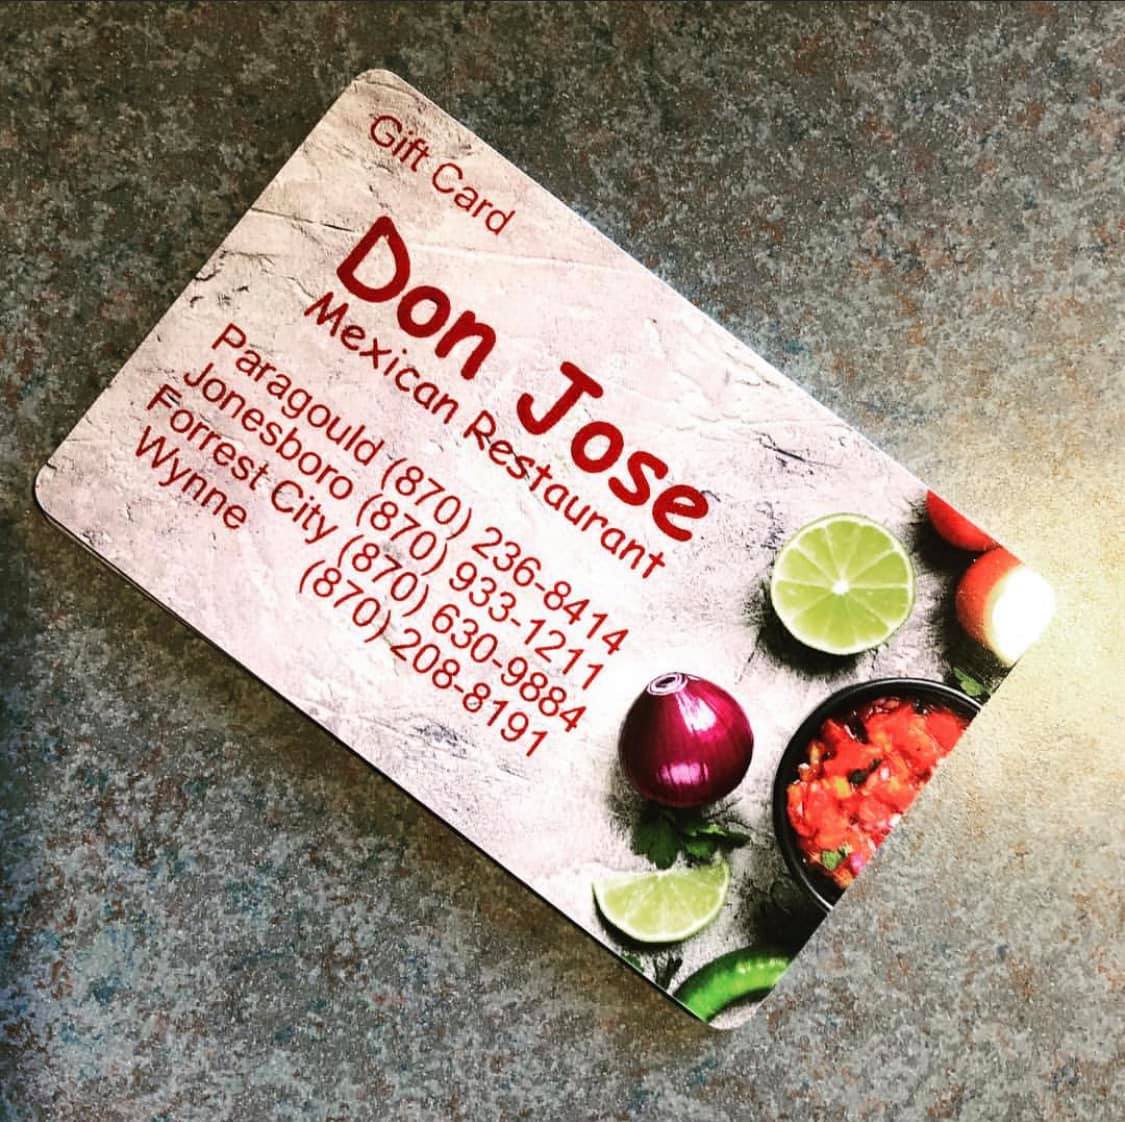 Gift Card
Don Jose
Mexican Restaurant
Paragould (870) 236-8414
Jonesboro (870) 933-1211
Forrest City (870) 630-9884
Wynne (870) 208-8191